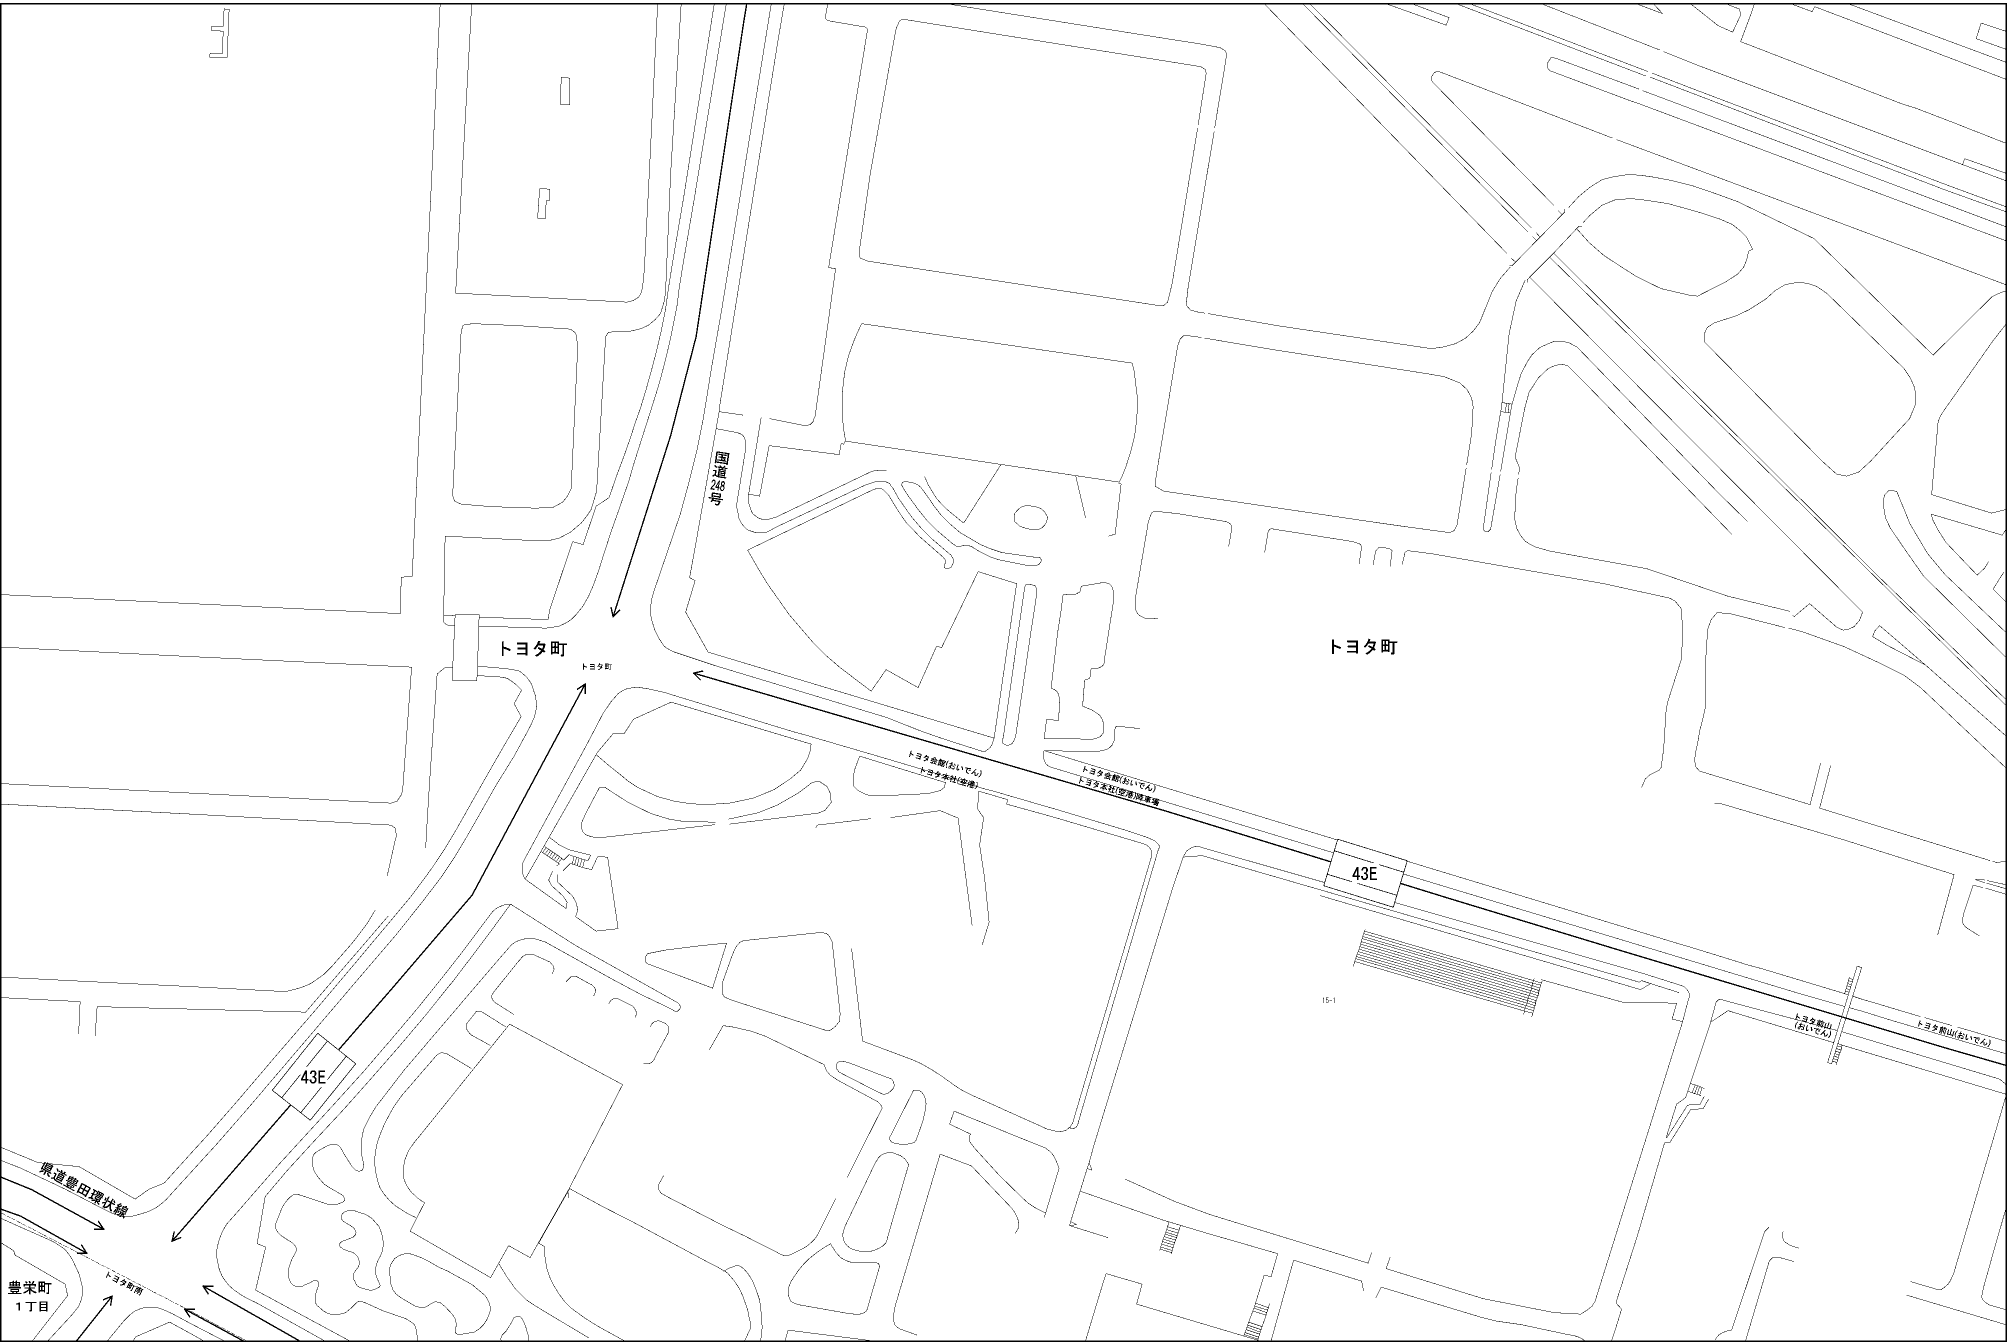 国道248号
トヨタ町
トヨタ町
トヨタ町
トヨタ会館(おいでん)
トヨタ本社(空港)
トヨタ会館(おいでん)
トヨタ本社(空港)降車場
43E
15-1
トヨタ前山
(おいでん)
トヨタ前山(おいでん)
43E
県道豊田環状線
トヨタ町南
豊栄町
1丁目